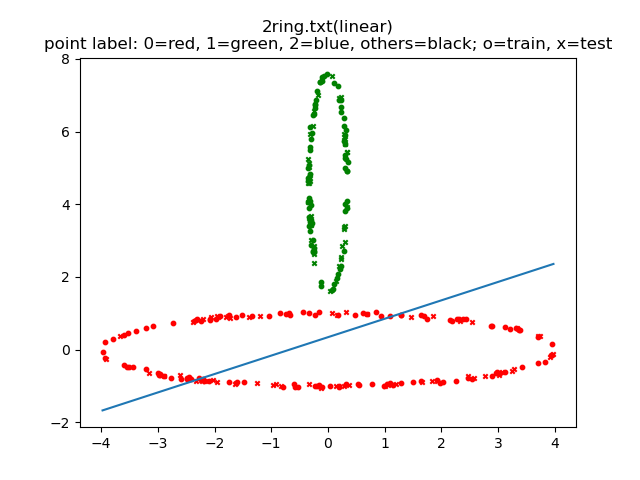 2ring.txt(linear)
point label: 0=red, 1=green, 2=blue, others=black; o=train, x=test
8
6
4
2
0
−2
−4 −3 −2 −1 0 1 2 3 4